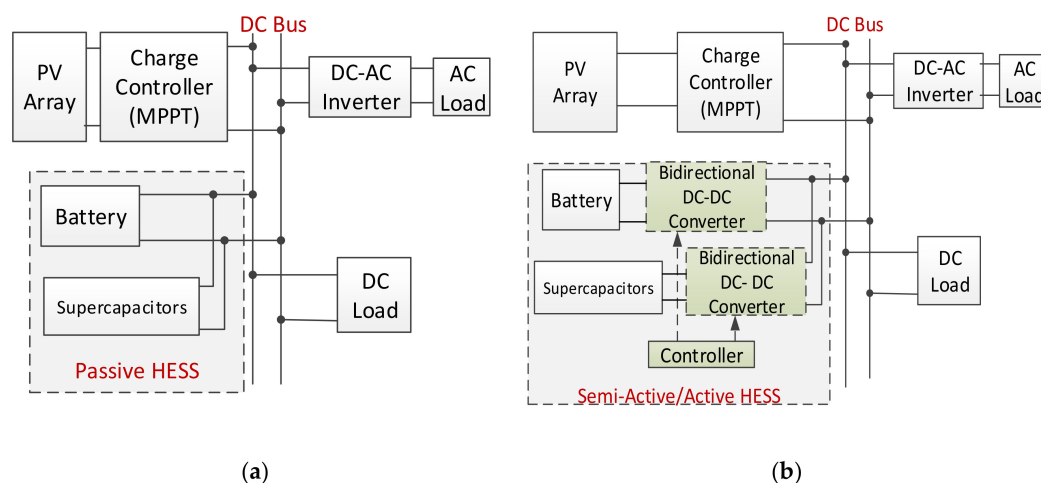 DC Bus
PV
Array
Charge
Controller
(MPPT)
DC-AC
Inverter
AC
Load
Battery
Supercapacitors
DC
Load
Passive HESS
(a)
DC Bus
PV
Array
Charge
Controller
(MPPT)
DC-AC
Inverter
AC
Load
Battery
Bidirectional
DC-DC
Converter
Supercapacitors
Bidirectional
DC- DC
Converter
DC
Load
Controller
Semi-Active/Active HESS
(b)